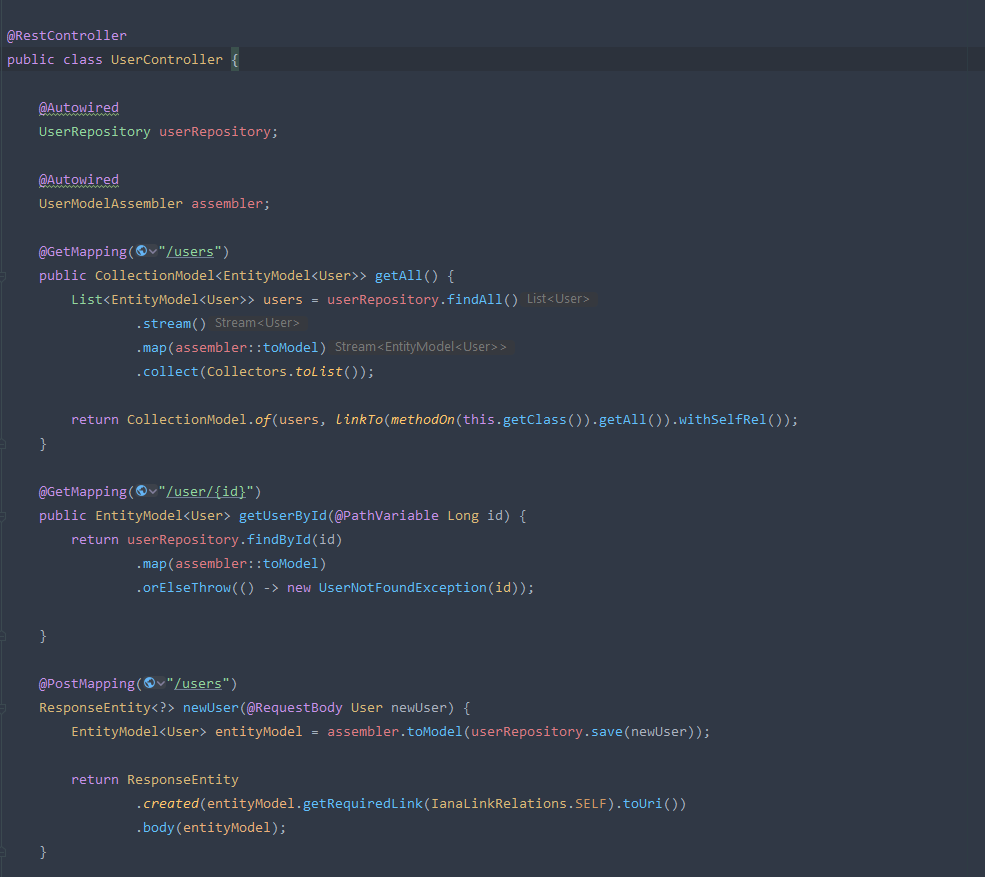 @RestController
public class UserController {
@Autowired
UserRepository userRepository;
@Autowired
UserModelAssembler assembler;
@GetMapping("/users")
public CollectionModel<EntityModel<User>> getAll() {
List<EntityModel<User>> users = userRepository.findAll() List<User>
.stream() Stream<User>
.map(assembler::toModel) Stream<EntityModel<User>>
.collect(Collectors.toList());
return CollectionModel.of(users, linkTo(methodOn(this.getClass()).getAll()).withSelfRel());
}
@GetMapping("/user/{id}")
public EntityModel<User> getUserById(@PathVariable Long id) {
return userRepository.findById(id)
.map(assembler::toModel)
.orElseThrow(() -> new UserNotFoundException(id));
}
@PostMapping("/users")
ResponseEntity<?> newUser(@RequestBody User newUser) {
EntityModel<User> entityModel = assembler.toModel(userRepository.save(newUser));
return ResponseEntity
.created(entityModel.getRequiredLink(IanaLinkRelations.SELF).toUri())
.body(entityModel);
}